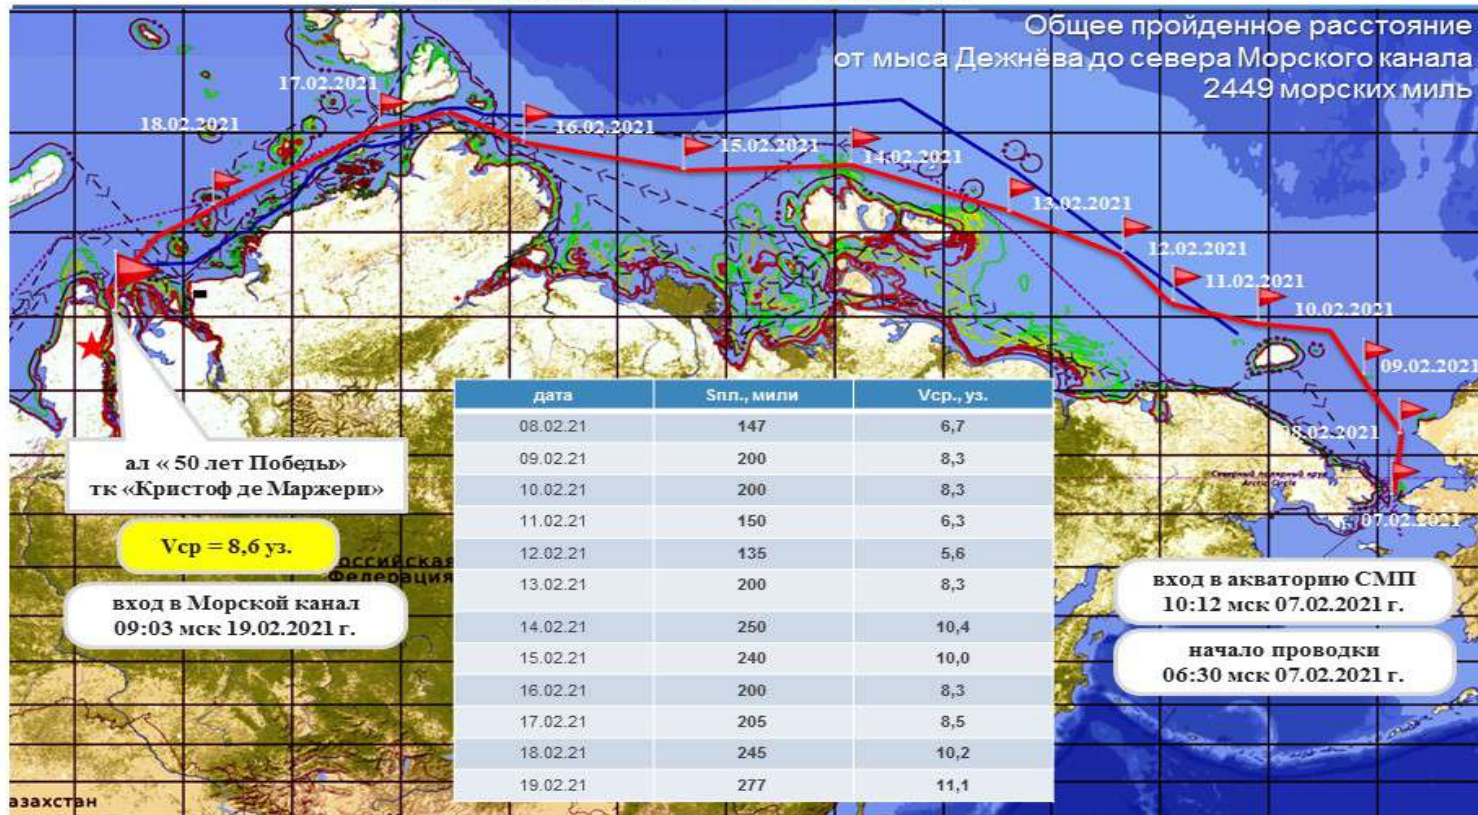 Общее пройденное расстояние
от мыса Дежнёва до севера Морского канала
2449 морских миль
17.02.2021
18.02.2021
16.02.2021
15.02.2021
14.02.2021
13.02.2021
12.02.2021
11.02.2021
10.02.2021
09.02.2021
08.02.2021
07.02.2021
Северный полярный круг
Arctic Circle
ал « 50 лет Победы»
тк «Кристоф де Маржери»
Vср = 8,6 уз.
вход в Морской канал
09:03 мск 19.02.2021 г.
оссийская
Федерация
азахстан
дата Sпл., мили Vср., уз.
08.02.21 147 6,7
09.02.21 200 8,3
10.02.21 200 8,3
11.02.21 150 6,3
12.02.21 135 5,6
13.02.21 200 8,3
14.02.21 250 10,4
15.02.21 240 10,0
16.02.21 200 8,3
17.02.21 205 8,5
18.02.21 245 10,2
19.02.21 277 11,1
вход в акваторию СМП
10:12 мск 07.02.2021 г.
начало проводки
06:30 мск 07.02.2021 г.